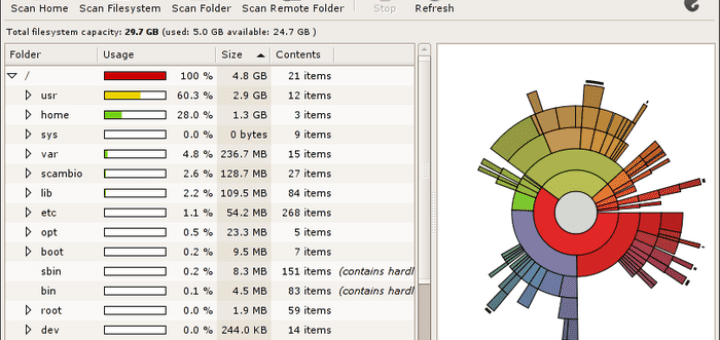 Scan Home Scan Filesystem Scan Folder Scan Remote Folder Stop Refresh
Total filesystem capacity: 29.7 GB (used: 5.0 GB available: 24.7 GB )
Folder Usage Size Contents
/ 100 % 4.8 GB 21 items
usr 60.3 % 2.9 GB 12 items
home 28.0 % 1.3 GB 3 items
sys 0.0 % 0 bytes 9 items
var 4.8 % 236.7 MB 15 items
scambio 2.6 % 128.7 MB 27 items
lib 2.2 % 109.5 MB 84 items
etc 1.1 % 54.2 MB 268 items
opt 0.5 % 23.3 MB 5 items
boot 0.2 % 9.5 MB 7 items
sbin 0.2 % 8.3 MB 151 items (contains hardl
bin 0.1 % 4.5 MB 83 items (contains hardl
root 0.0 % 1.9 MB 59 items
dev 0.0 % 244.0 KB 14 items